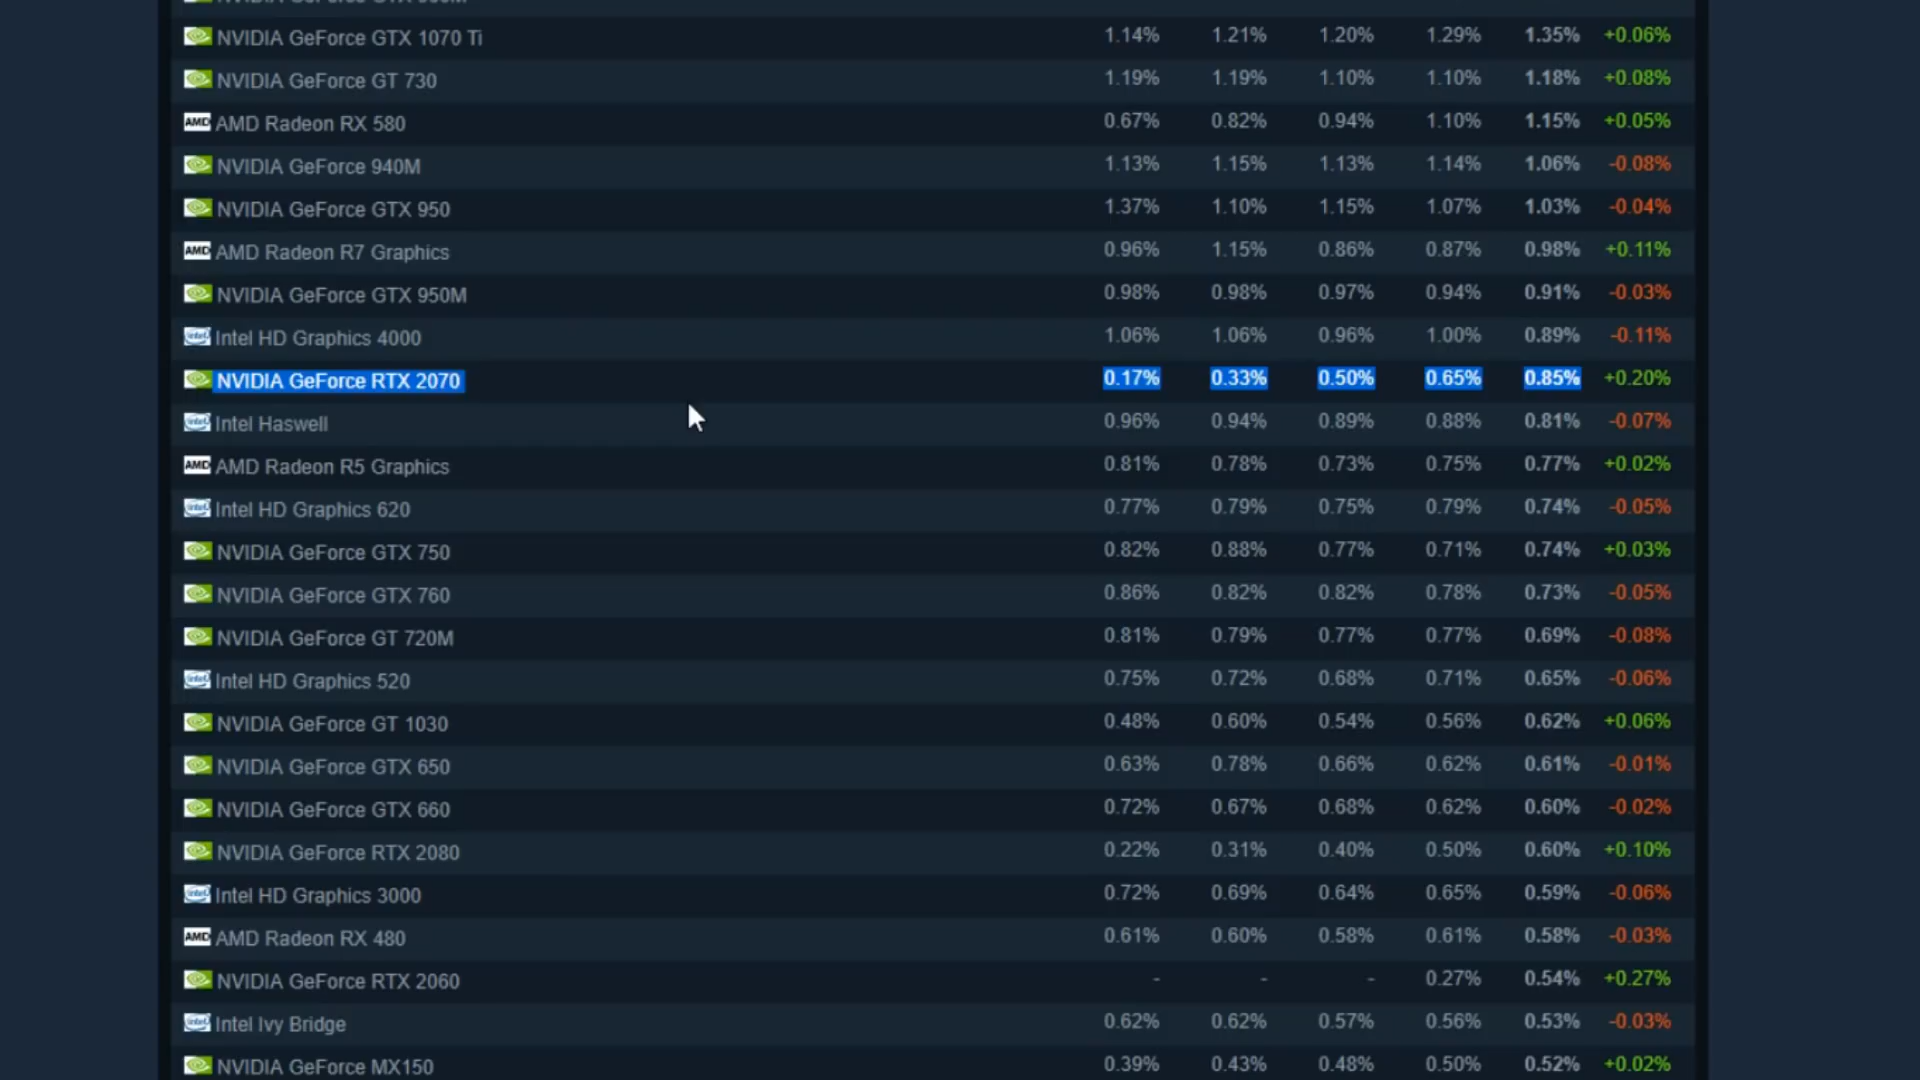 NVIDIA GeForce GTX 1070 Ti 1.14% 1.21% 1.20% 1.29% 1.35% +0.06%
NVIDIA GeForce GT 730 1.19% 1.19% 1.10% 1.10% 1.18% +0.08%
AMD AMD Radeon RX 580 0.67% 0.82% 0.94% 1.10% 1.15% +0.05%
NVIDIA GeForce 940M 1.13% 1.15% 1.13% 1.14% 1.06% -0.08%
NVIDIA GeForce GTX 950 1.37% 1.10% 1.15% 1.07% 1.03% -0.04%
AMD AMD Radeon R7 Graphics 0.96% 1.15% 0.86% 0.87% 0.98% +0.11%
NVIDIA GeForce GTX 950M 0.98% 0.98% 0.97% 0.94% 0.91% -0.03%
intel Intel HD Graphics 4000 1.06% 1.06% 0.96% 1.00% 0.89% -0.11%
NVIDIA GeForce RTX 2070 0.17% 0.33% 0.50% 0.65% 0.85% +0.20%
intel Intel Haswell 0.96% 0.94% 0.89% 0.88% 0.81% -0.07%
AMD AMD Radeon R5 Graphics 0.81% 0.78% 0.73% 0.75% 0.77% +0.02%
intel Intel HD Graphics 620 0.77% 0.79% 0.75% 0.79% 0.74% -0.05%
NVIDIA GeForce GTX 750 0.82% 0.88% 0.77% 0.71% 0.74% +0.03%
NVIDIA GeForce GTX 760 0.86% 0.82% 0.82% 0.78% 0.73% -0.05%
NVIDIA GeForce GT 720M 0.81% 0.79% 0.77% 0.77% 0.69% -0.08%
intel Intel HD Graphics 520 0.75% 0.72% 0.68% 0.71% 0.65% -0.06%
NVIDIA GeForce GT 1030 0.48% 0.60% 0.54% 0.56% 0.62% +0.06%
NVIDIA GeForce GTX 650 0.63% 0.78% 0.66% 0.62% 0.61% -0.01%
NVIDIA GeForce GTX 660 0.72% 0.67% 0.68% 0.62% 0.60% -0.02%
NVIDIA GeForce RTX 2080 0.22% 0.31% 0.40% 0.50% 0.60% +0.10%
intel Intel HD Graphics 3000 0.72% 0.69% 0.64% 0.65% 0.59% -0.06%
AMD AMD Radeon RX 480 0.61% 0.60% 0.58% 0.61% 0.58% -0.03%
NVIDIA GeForce RTX 2060 - - - 0.27% 0.54% +0.27%
intel Intel Ivy Bridge 0.62% 0.62% 0.57% 0.56% 0.53% -0.03%
NVIDIA GeForce MX150 0.39% 0.43% 0.48% 0.50% 0.52% +0.02%